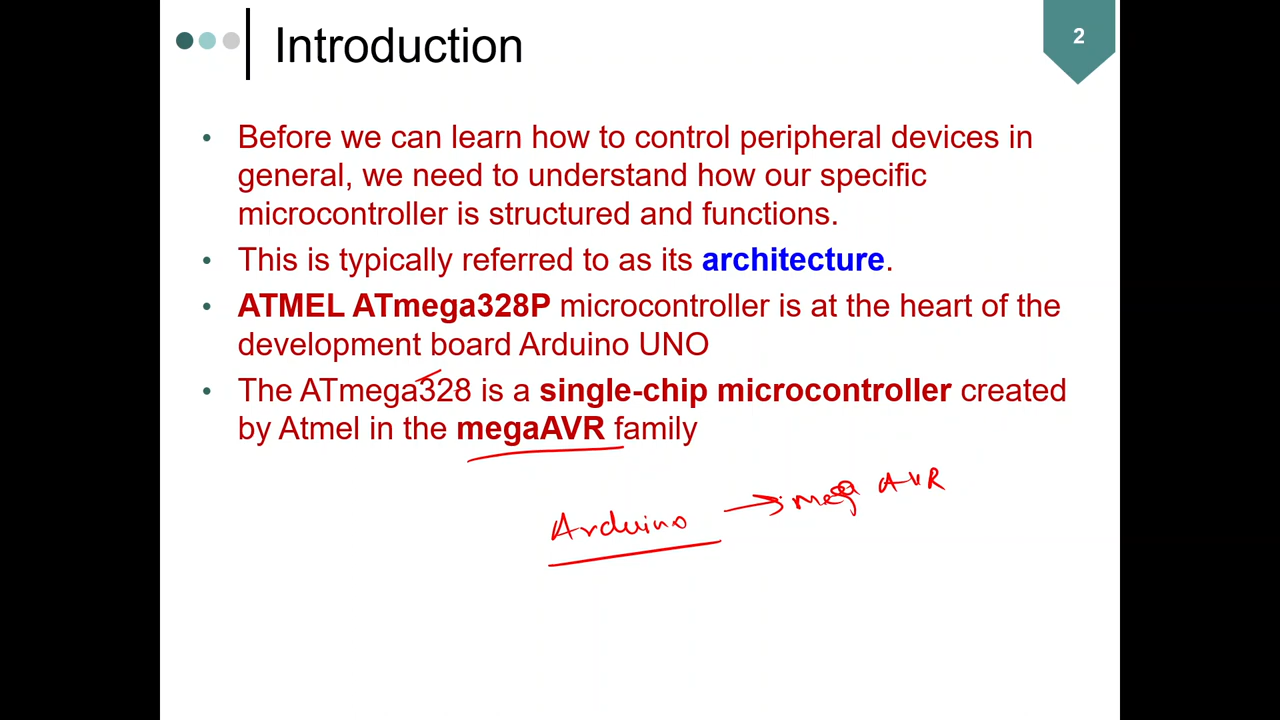 Introduction
2
• Before we can learn how to control peripheral devices in
general, we need to understand how our specific
microcontroller is structured and functions.
• This is typically referred to as its architecture.
• ATMEL ATmega328P microcontroller is at the heart of the
development board Arduino UNO
• The ATmega328 is a single-chip microcontroller created
by Atmel in the megaAVR family
Arduino → mega AVR